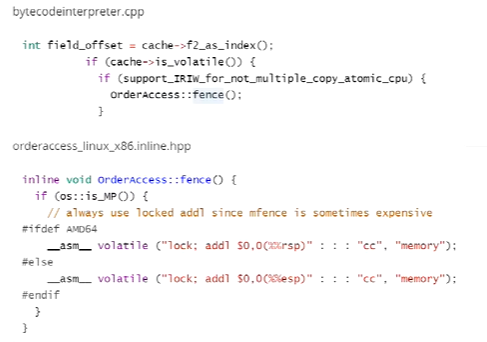 bytecodeinterpreter.cpp
int field_offset = cache->f2_as_index();
if (cache->is_volatile()) {
if (support_IRIW_for_not_multiple_copy_atomic_cpu) {
OrderAccess::fence();
}
orderaccess_linux_x86.inline.hpp
inline void OrderAccess::fence() {
if (os::is_MP()) {
// always use locked addl since mfence is sometimes expensive
#ifdef AMD64
__asm__ volatile ("lock; addl $0,0(%%rsp)" : : : "cc", "memory");
#else
__asm__ volatile ("lock; addl $0,0(%%esp)" : : : "cc", "memory");
#endif
}
}